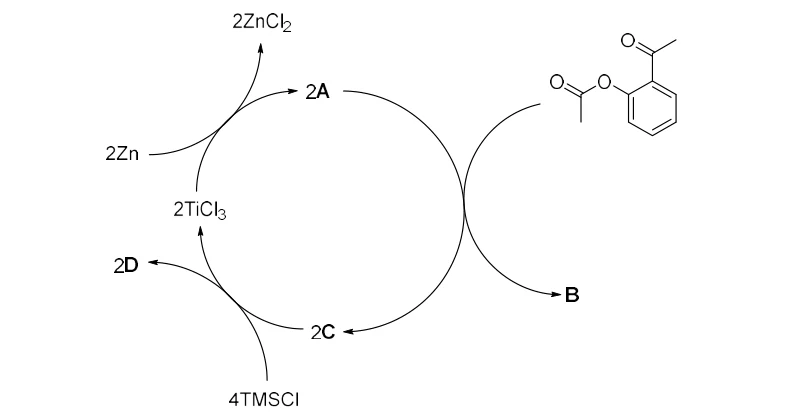 2ZnCl₂
2A
2Zn
2TiCl₃
2D
2C
4TMSCl
B
O
O
O